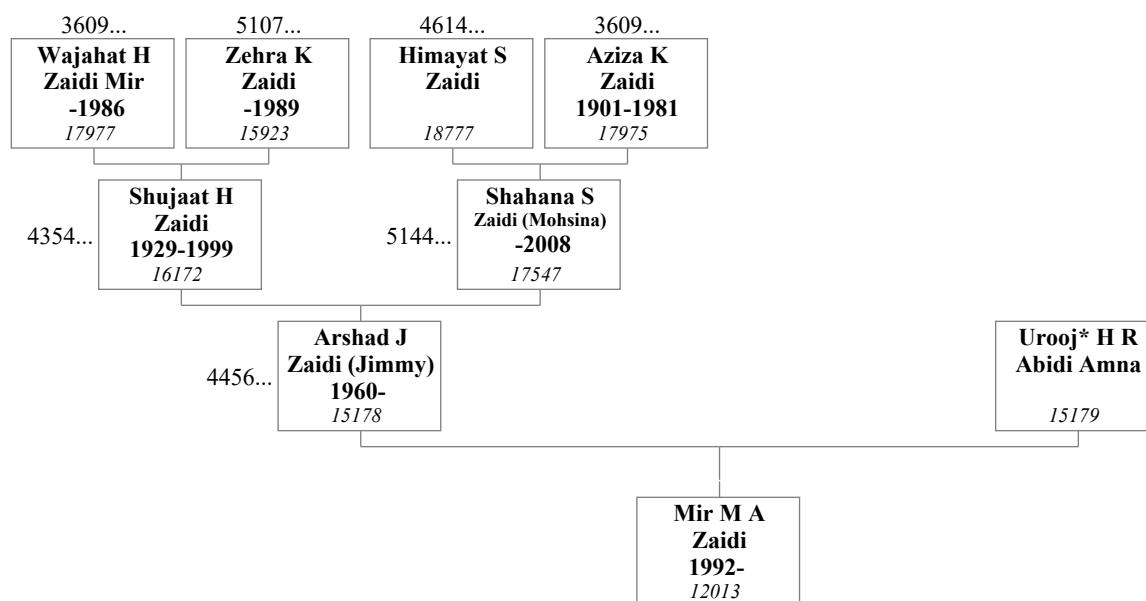 3609...
5107...
4614...
3609...
Wajahat H
Zaidi Mir
-1986
17977
Zehra K
Zaidi
-1989
15923
Himayat S
Zaidi
18777
Aziza K
Zaidi
1901-1981
17975
4354...
Shujaat H
Zaidi
1929-1999
16172
5144...
Shahana S
Zaidi (Mohsina)
-2008
17547
4456...
Arshad J
Zaidi (Jimmy)
1960-
15178
Urooj* H R
Abidi Amna
15179
Mir M A
Zaidi
1992-
12013